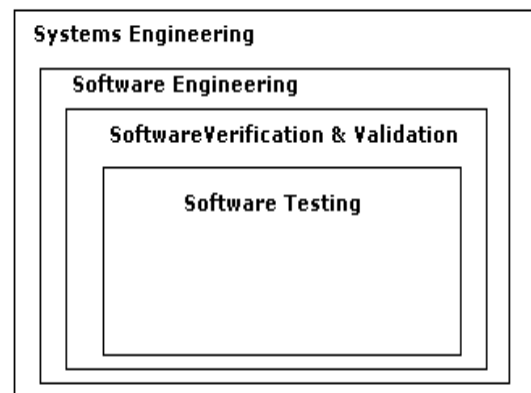 Systems Engineering
Software Engineering
SoftwareVerification & Validation
Software Testing